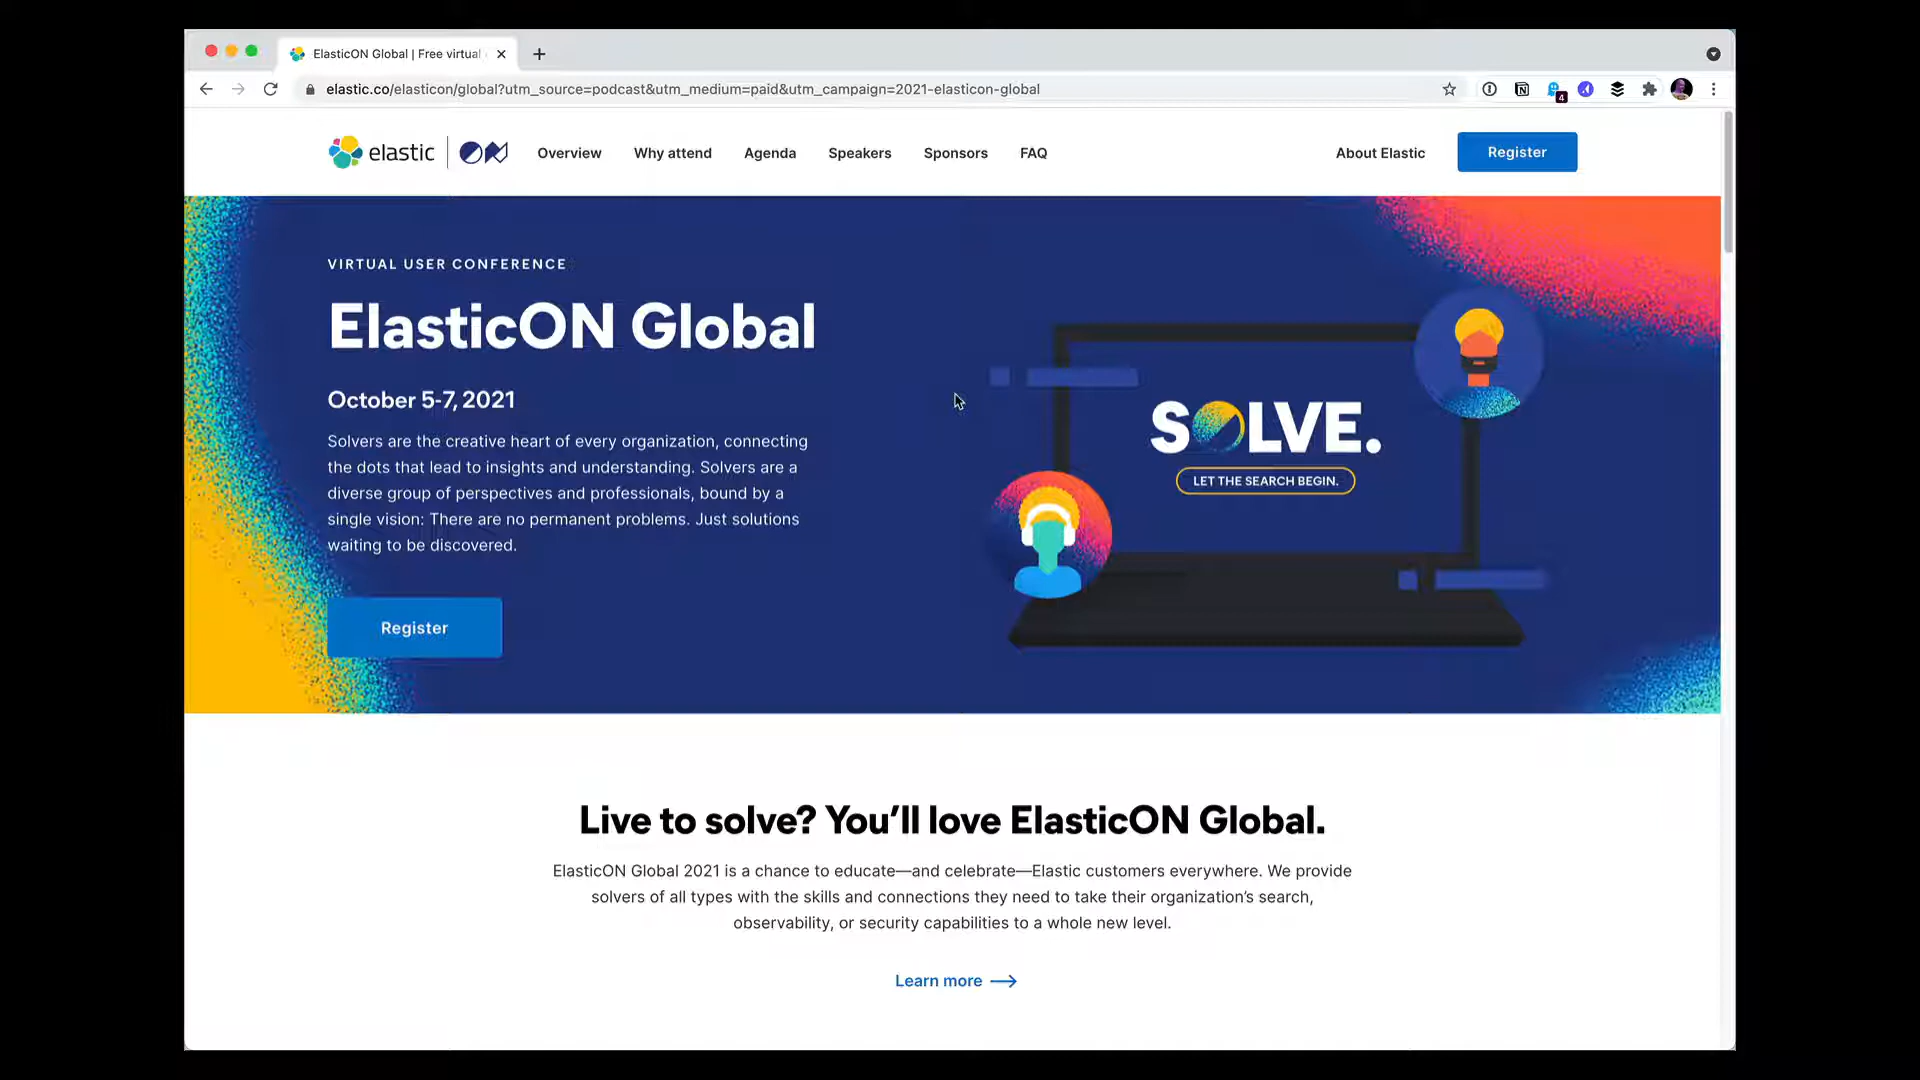 ElasticON Global | Free virtual
elastic.co/elasticon/global?utm_source=podcast&utm_medium=paid&utm_campaign=2021-elasticon-global
4
elastic
ON
Overview
Why attend
Agenda
Speakers
Sponsors
FAQ
About Elastic
Register
VIRTUAL USER CONFERENCE
ElasticON Global
October 5-7, 2021
Solvers are the creative heart of every organization, connecting
the dots that lead to insights and understanding. Solvers are a
diverse group of perspectives and professionals, bound by a
single vision: There are no permanent problems. Just solutions
waiting to be discovered.
Register
SOLVE.
LET THE SEARCH BEGIN.
Live to solve? You’ll love ElasticON Global.
ElasticON Global 2021 is a chance to educate—and celebrate—Elastic customers everywhere. We provide
solvers of all types with the skills and connections they need to take their organization’s search,
observability, or security capabilities to a whole new level.
Learn more